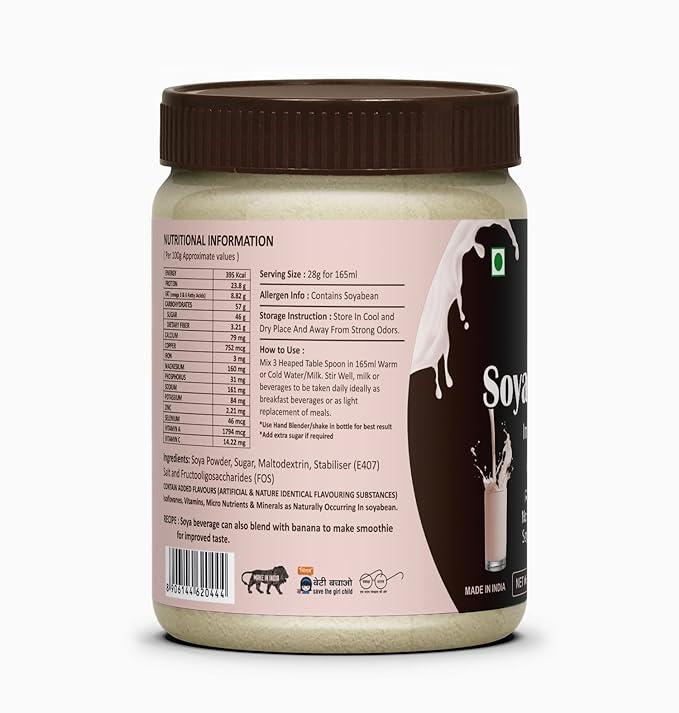 NUTRITIONAL INFORMATION
( Per 100g Approximate values )
ENERGY 395 Kcal
PROTEIN 23.8 g
FAT (omega 3 & 6 Fatty Acids) 8.82 g
CARBOHYDRATES 57 g
SUGAR 46 g
DIETARY FIBER 3.21 g
CALCIUM 79 mg
COPPER 752 mcg
IRON 3 mg
MAGNESIUM 160 mg
PHOSPHORUS 31 mg
SODIUM 161 mg
POTASSIUM 84 mg
ZINC 2.21 mg
SELENIUM 46 mcg
VITAMIN A 1794 mcg
VITAMIN C 14.22 mg
Serving Size : 28g for 165ml
Allergen Info : Contains Soyabean
Storage Instruction : Store In Cool and
Dry Place And Away From Strong Odors.
How to Use :
Mix 3 Heaped Table Spoon in 165ml Warm
or Cold Water/Milk. Stir Well, milk or
beverages to be taken daily ideally as
breakfast beverages or as light
replacement of meals.
*Use Hand Blender/shake in bottle for best result
*Add extra sugar if required
Ingredients: Soya Powder, Sugar, Maltodextrin, Stabiliser (E407)
Salt and Fructooligosaccharides (FOS)
CONTAIN ADDED FLAVOURS (ARTIFICIAL & NATURE IDENTICAL FLAVOURING SUBSTANCES)
Isoflovanes, Vitamins, Micro Nutrients & Minerals as Naturally Occurring In soyabean.
RECIPE : Soya beverage can also blend with banana to make smoothie
for improved taste.
8 906144 620444
MAKE IN INDIA
बेटी बचाओ
save the girl child
Soya
MADE IN INDIA
NET